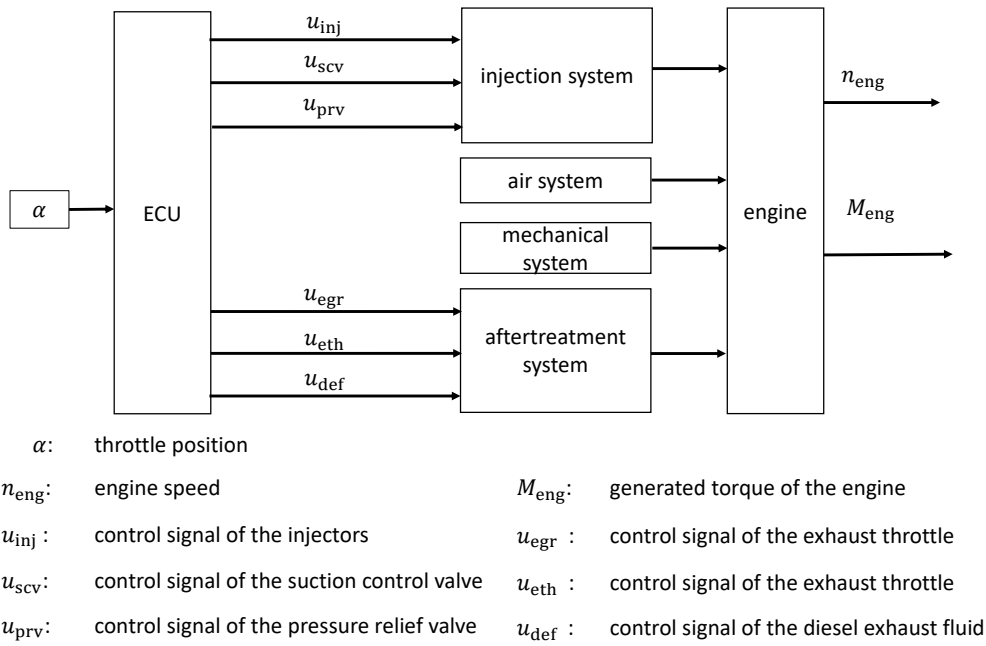 u_inj
u_scv
u_prv
injection system
n_eng
air system
α
ECU
engine
M_eng
mechanical
system
u_egr
u_eth
u_def
aftertreatment
system
α: throttle position
n_eng: engine speed
M_eng: generated torque of the engine
u_inj : control signal of the injectors
u_egr : control signal of the exhaust throttle
u_scv: control signal of the suction control valve
u_eth : control signal of the exhaust throttle
u_prv: control signal of the pressure relief valve
u_def : control signal of the diesel exhaust fluid